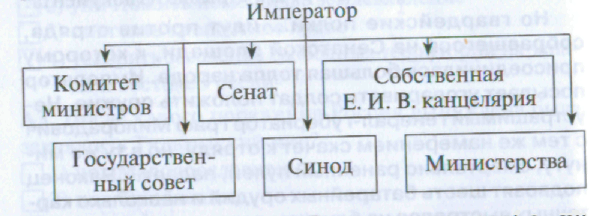 Император
Комитет
министров
Сенат
Собственная
Е. И. В. канцелярия
Государствен-
ный совет
Синод
Министерства